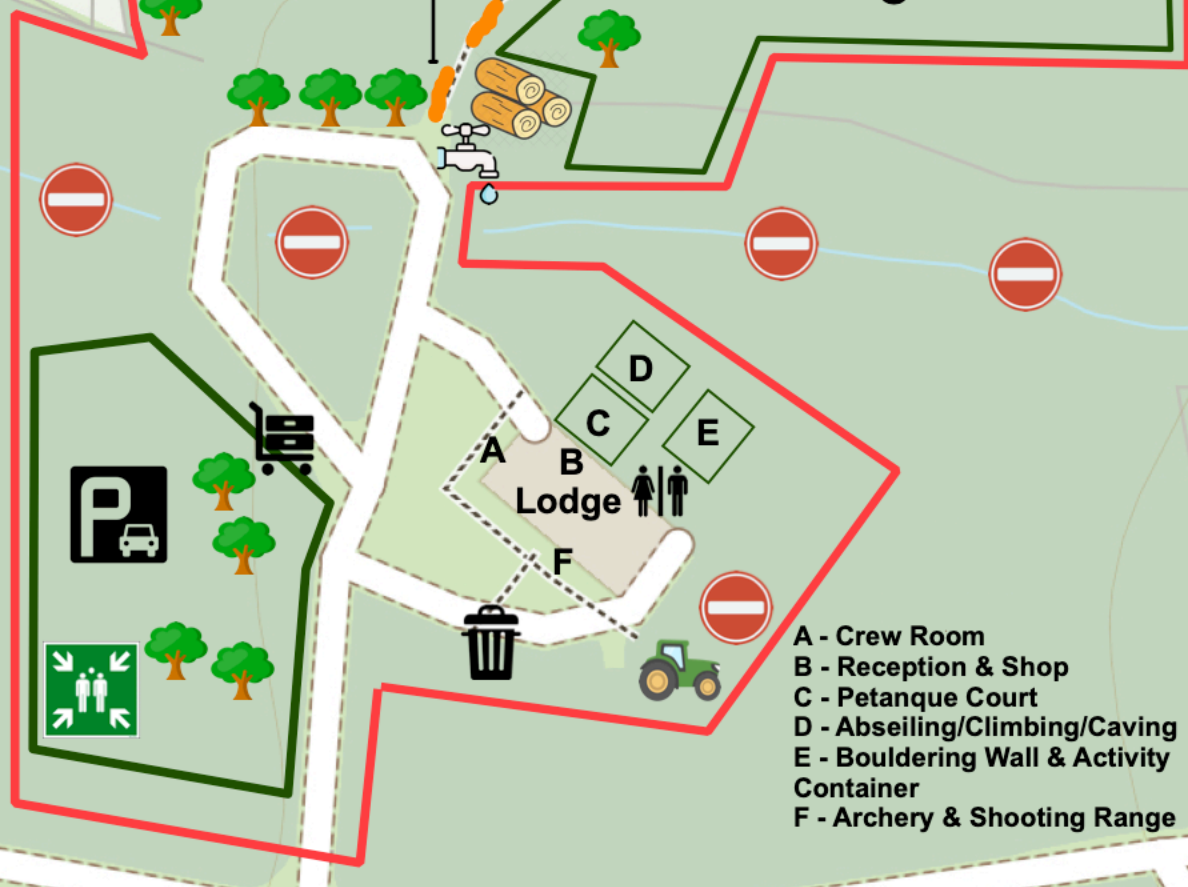 D
C
E
A
B
Lodge
F
P
A - Crew Room
B - Reception & Shop
C - Petanque Court
D - Abseiling/Climbing/Caving
E - Bouldering Wall & Activity
Container
F - Archery & Shooting Range